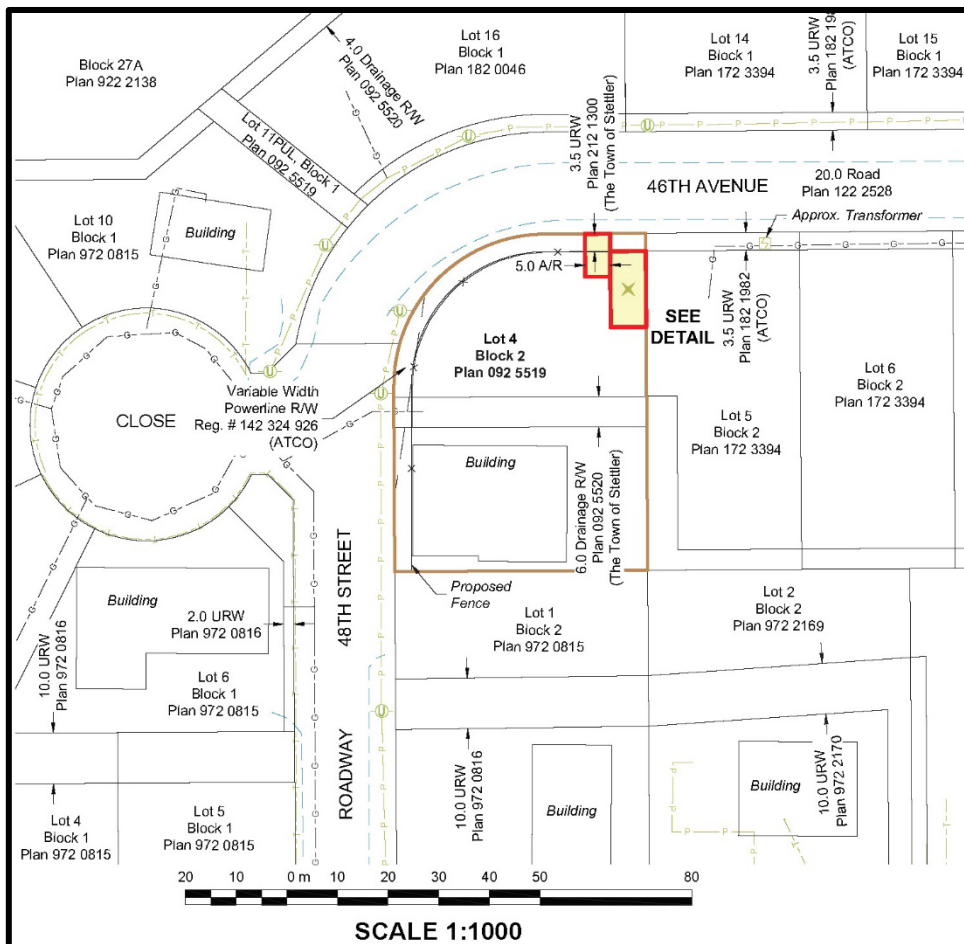 Block 27A
Plan 922 2138
4.0 Drainage R/W
Plan 092 5520
Lot 16
Block 1
Plan 182 0046
Lot 14
Block 1
Plan 172 3394
3.5 URW
(ATCO)
Lot 15
Block 1
Plan 172 3394
Lot 11PUL, Block 1
Plan 092 5519
3.5 URW
Plan 212 1300
(The Town of Stettler)
46TH AVENUE
20.0 Road
Plan 122 2528
Approx. Transformer
Lot 10
Block 1
Plan 970 0815
Building
5.0 A/R
SEE
DETAIL
3.5 URW
Plan 182 1982
(ATCO)
Lot 4
Block 2
Plan 092 5519
Lot 6
Block 2
Plan 172 3394
Lot 5
Block 2
Plan 172 3394
CLOSE
Variable Width
Powerline R/W
Reg. # 142 324 926
(ATCO)
Building
6.0 Drainage R/W
Plan 092 5520
(The Town of Stettler)
Proposed
Fence
Building
2.0 URW
Plan 972 0816
48TH STREET
ROADWAY
Lot 1
Block 2
Plan 972 0815
Lot 2
Block 2
Plan 972 2169
10.0 URW
Plan 972 0816
Lot 6
Block 1
Plan 972 0815
10.0 URW
Plan 972 0816
10.0 URW
Plan 972 2170
Building
Building
Lot 4
Block 1
Plan 972 0815
Lot 5
Block 1
Plan 972 0815
20 10 0 m 10 20 30 40 50 80
SCALE 1:1000